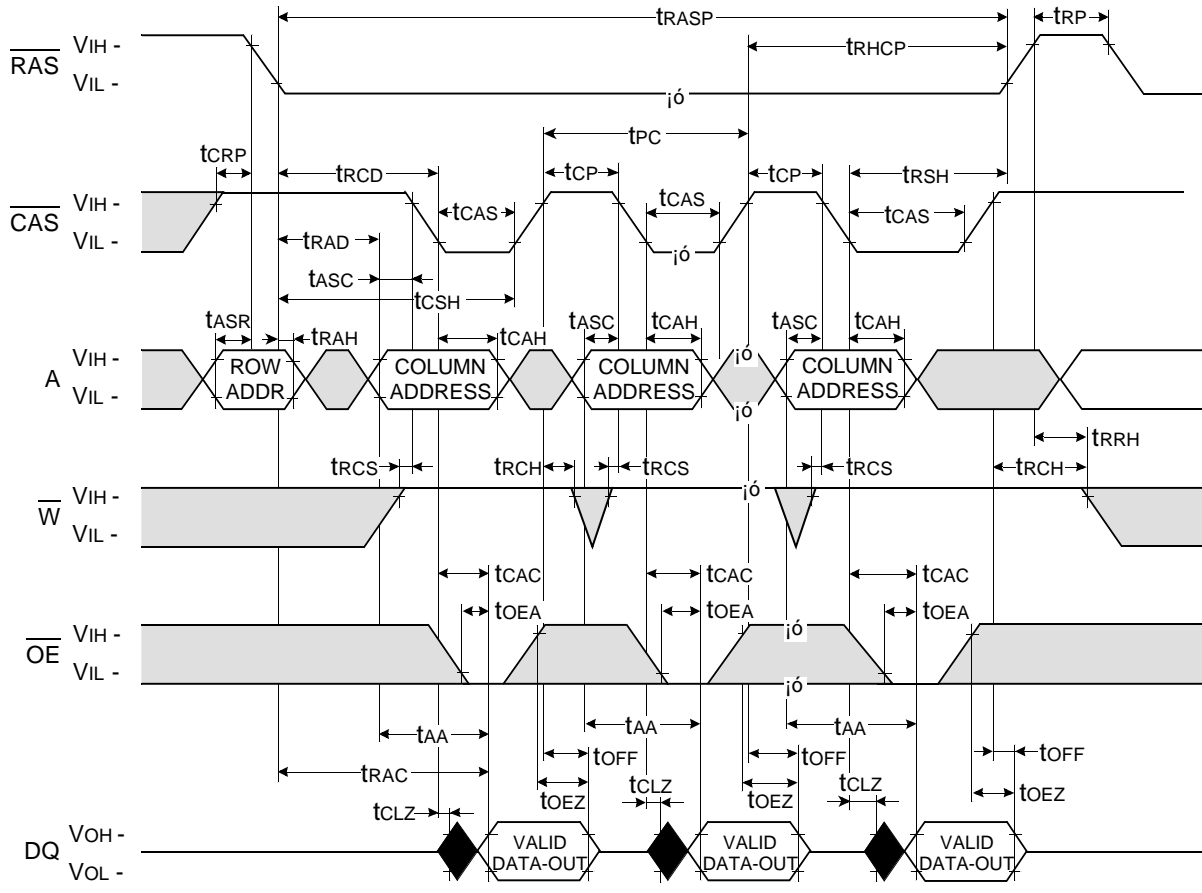 tRASP
tRP
RAS VIH -
VIL -
tRHCP
¡ó
tPC
tCRP
tRCD
tCP
tCP
tRSH
CAS VIH -
VIL -
tCAS
tCAS
tCAS
¡ó
tRAD
tASC
tCSH
tASR
tRAH
tCAH
tASC
tCAH
tASC
tCAH
A VIH -
VIL -
ROW
ADDR
COLUMN
ADDRESS
COLUMN
ADDRESS
¡ó
¡ó
COLUMN
ADDRESS
tRRH
tRCS
tRCH
tRCS
tRCS
tRCH
W VIH -
VIL -
¡ó
tCAC
tCAC
tCAC
tOEA
tOEA
tOEA
OE VIH -
VIL -
¡ó
¡ó
tAA
tAA
tAA
tOFF
tOFF
tOFF
tRAC
tCLZ
tOEZ
tCLZ
tOEZ
tCLZ
tOEZ
DQ VOH -
VOL -
VALID
DATA-OUT
VALID
DATA-OUT
VALID
DATA-OUT